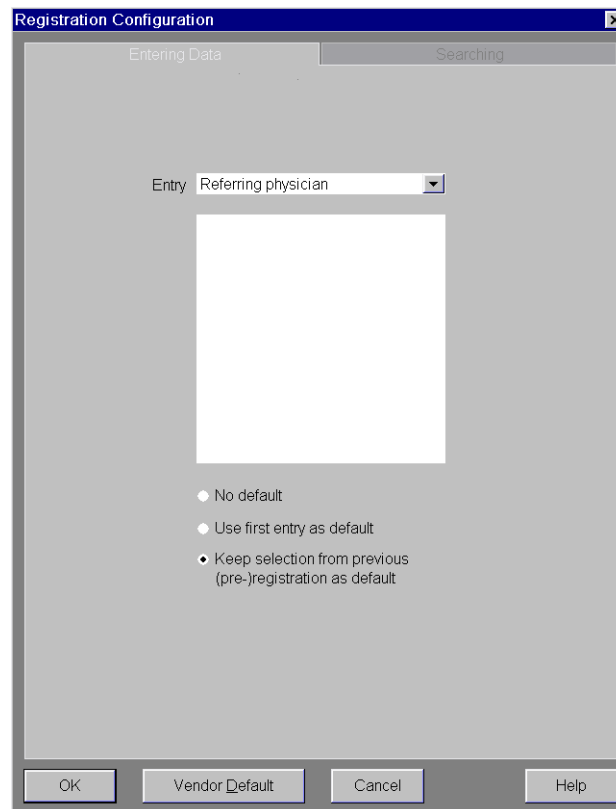 Registration Configuration
Entering Data
Searching
Entry
Referring physician
No default
Use first entry as default
Keep selection from previous
(pre-)registration as default
OK
Vendor Default
Cancel
Help